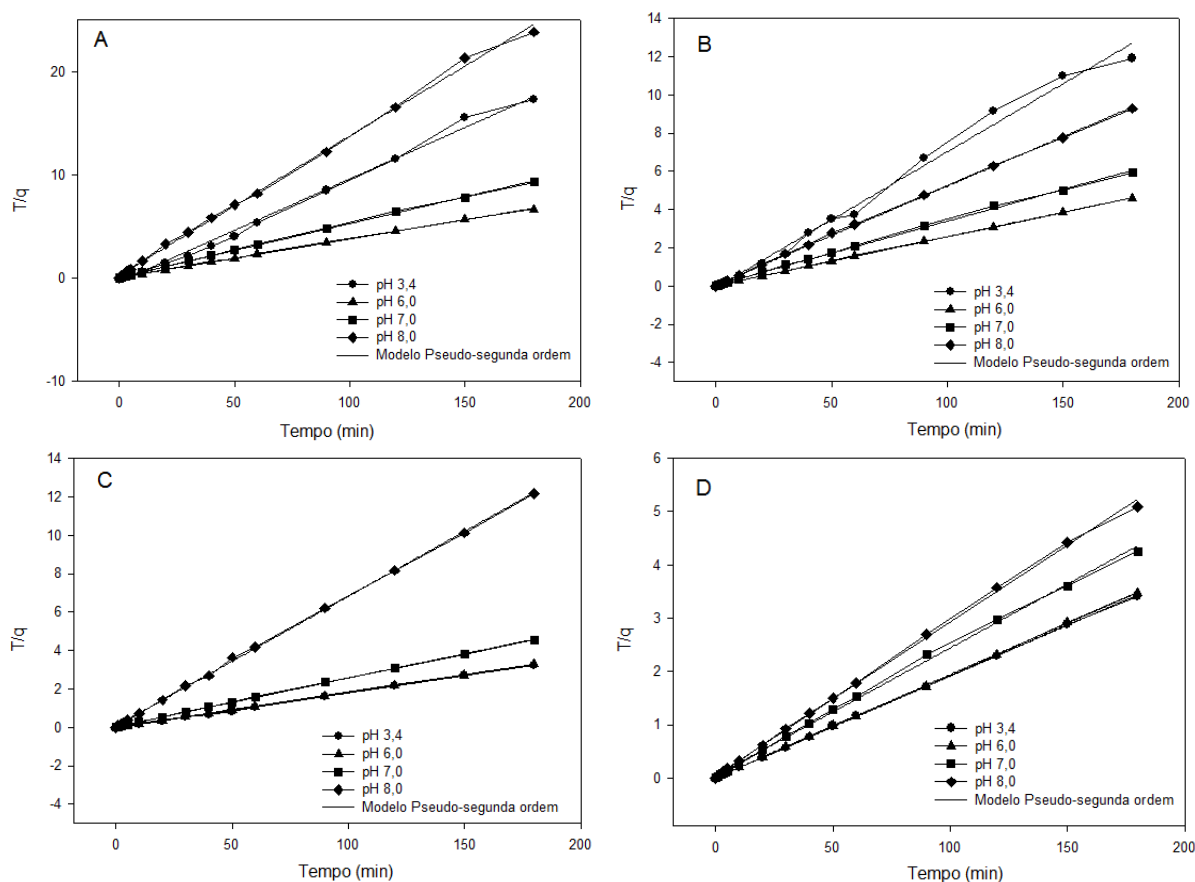 A
T/q
20
10
0
-10
pH 3,4
pH 6,0
pH 7,0
pH 8,0
Modelo Pseudo-segunda ordem
0
50
100
150
200
Tempo (min)
B
T/q
14
12
10
8
6
4
2
0
-2
-4
pH 3,4
pH 6,0
pH 7,0
pH 8,0
Modelo Pseudo-segunda ordem
0
50
100
150
200
Tempo (min)
C
T/q
14
12
10
8
6
4
2
0
-2
-4
pH 3,4
pH 6,0
pH 7,0
pH 8,0
Modelo Pseudo-segunda ordem
0
50
100
150
200
Tempo (min)
D
T/q
6
5
4
3
2
1
0
pH 3,4
pH 6,0
pH 7,0
pH 8,0
Modelo Pseudo-segunda ordem
0
50
100
150
200
Tempo (min)